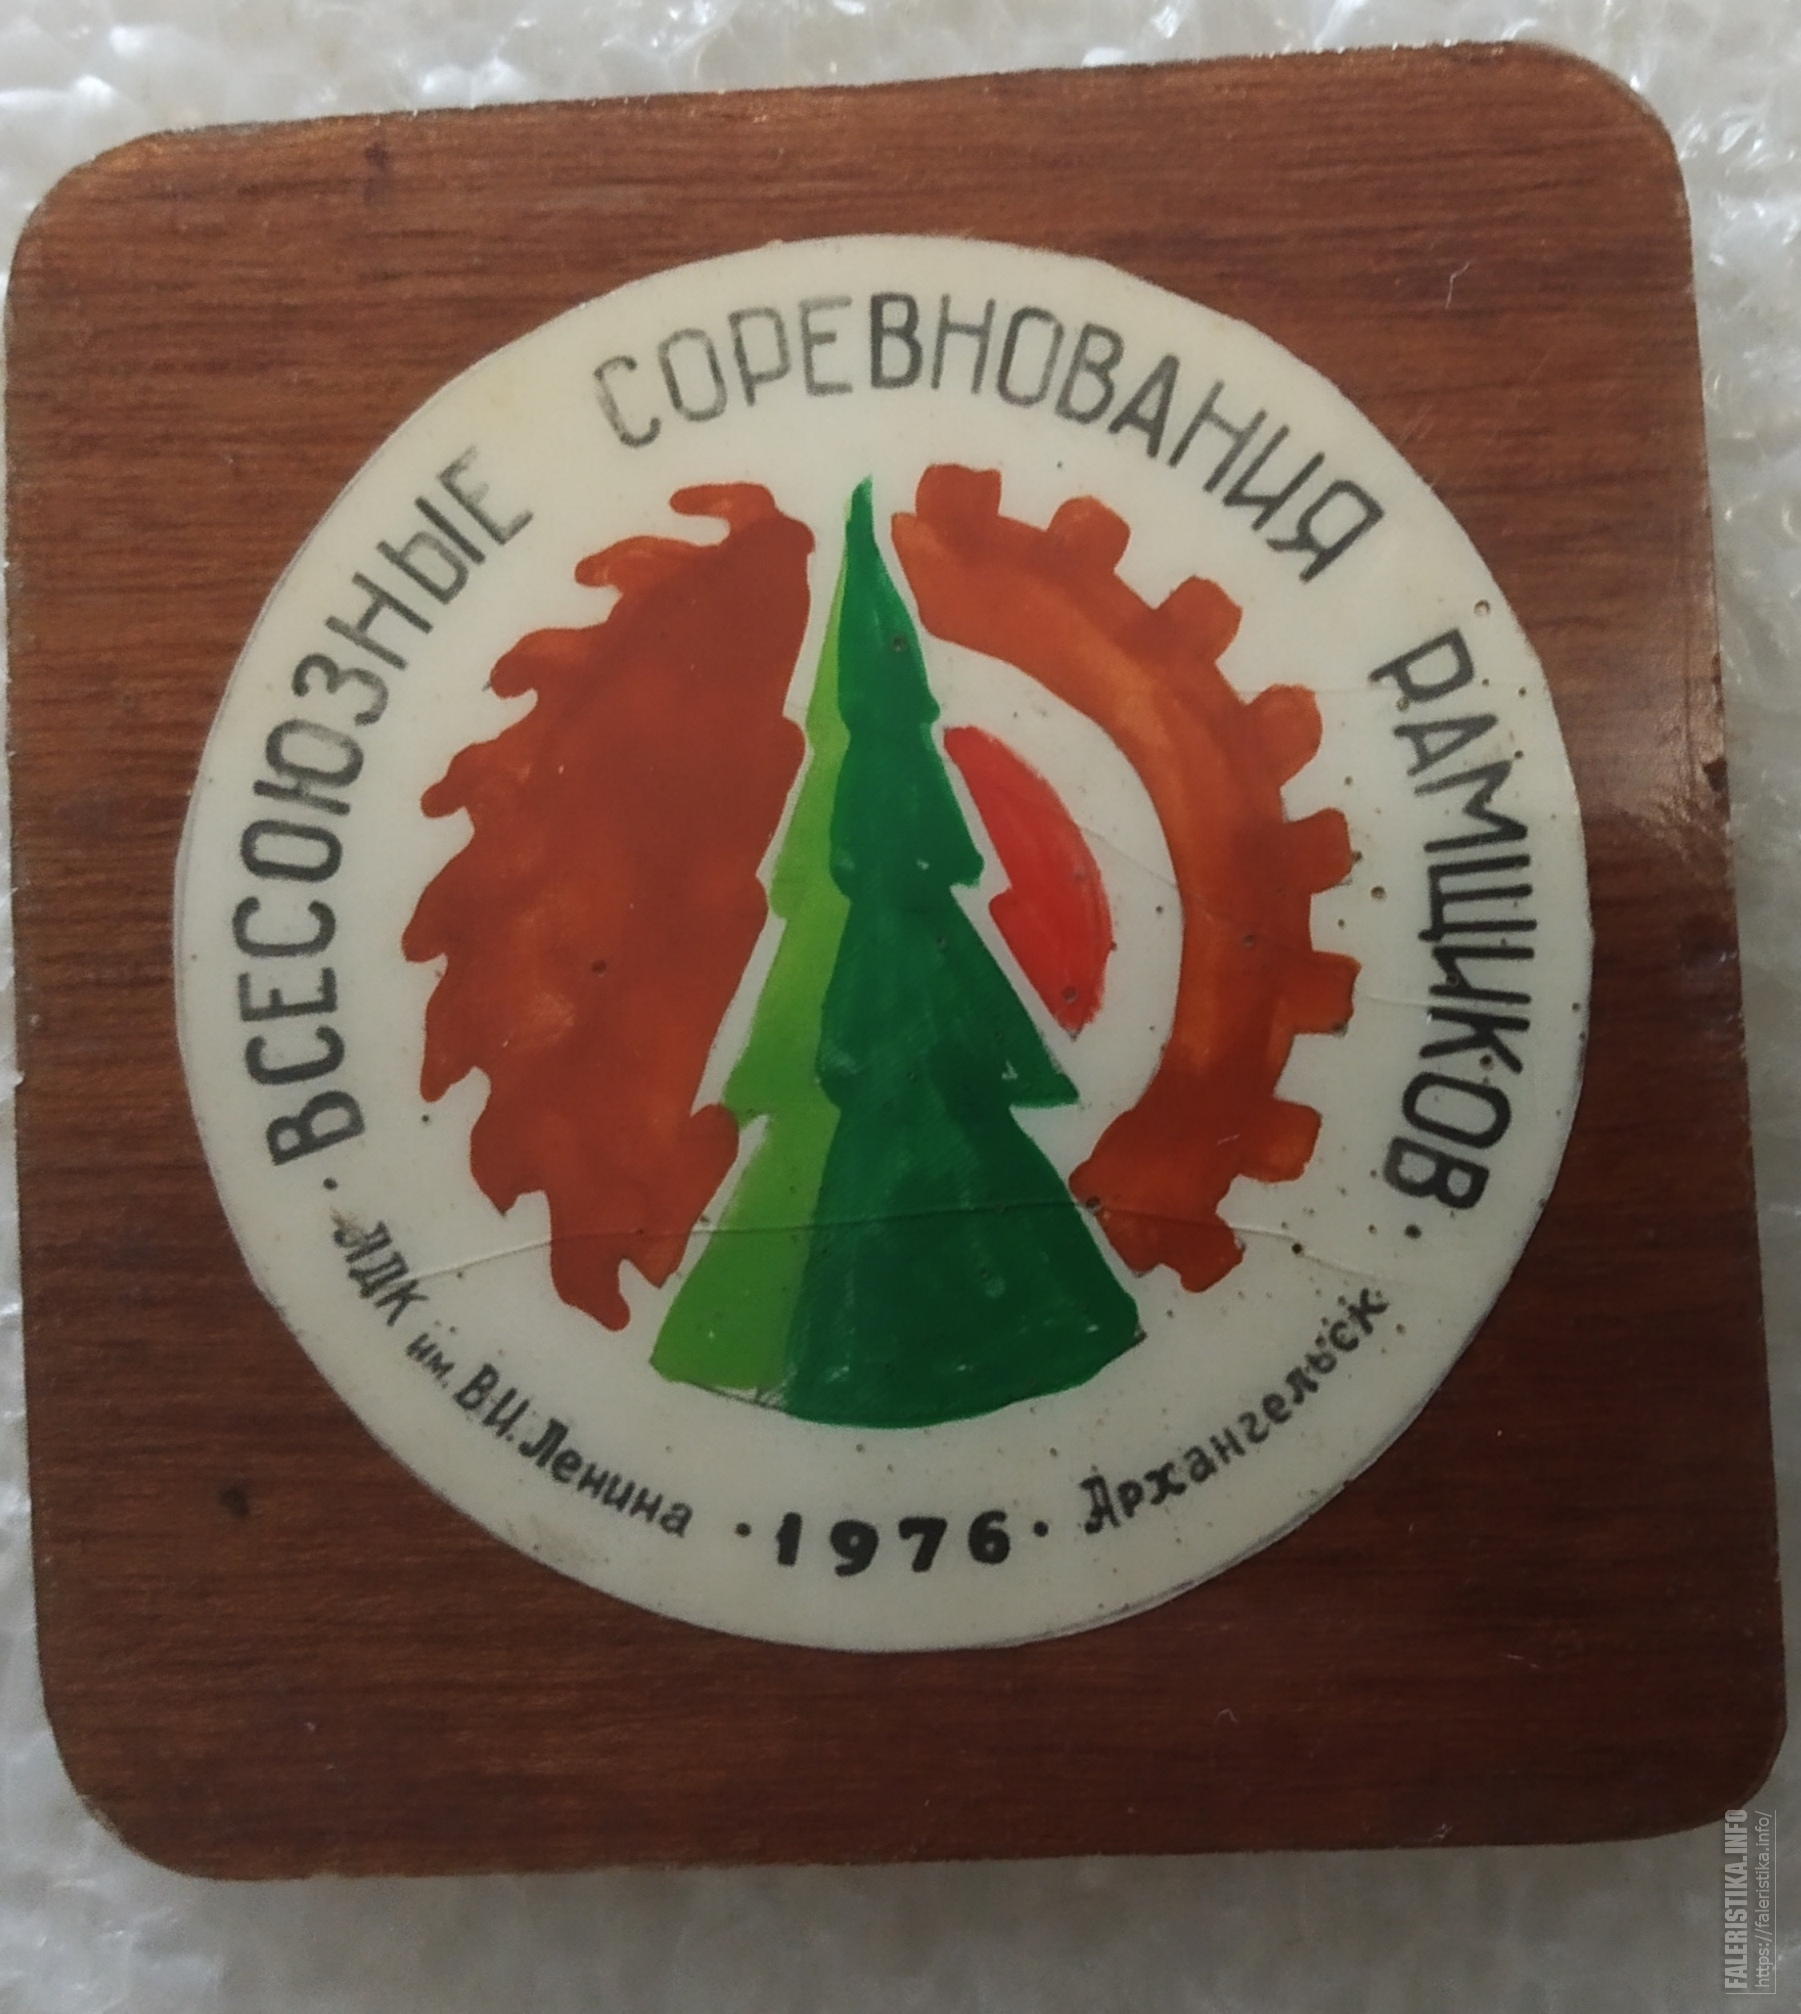 · ВСЕСОЮЗНЫЕ СОРЕВНОВАНИЯ РАМЩИКОВ ·
ЛДК им. В.И. Ленина · 1976 · Архангельск
FALERISTIKA.INFO
https://faleristika.info/